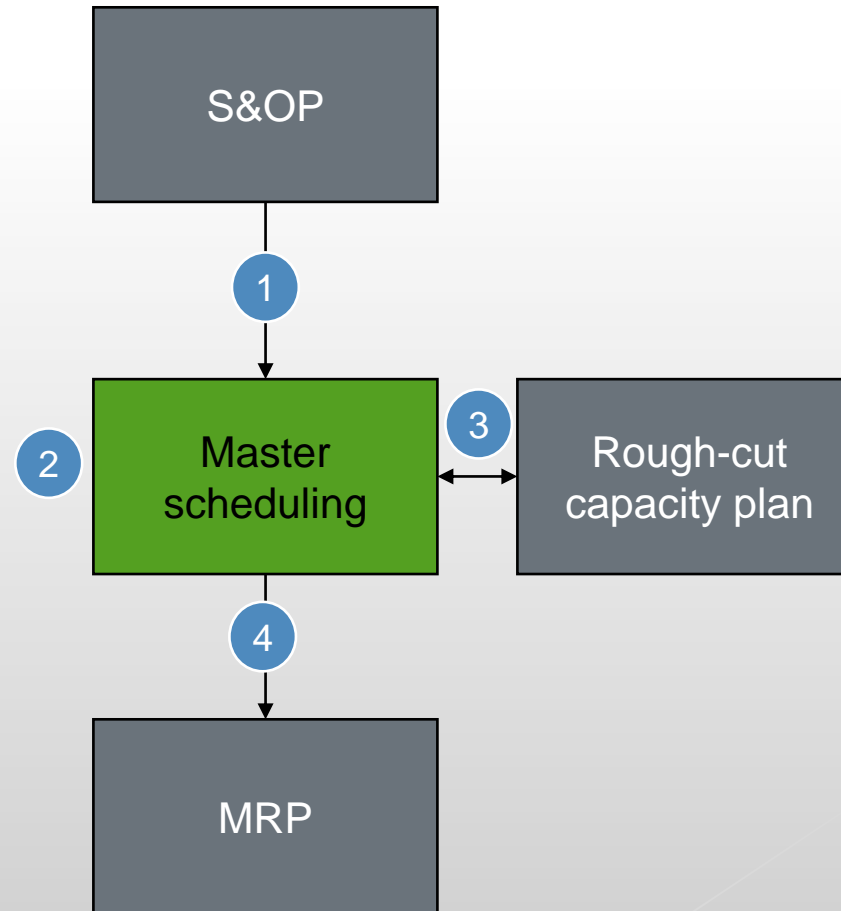 S&OP
1
2
Master
scheduling
3
Rough-cut
capacity plan
4
MRP